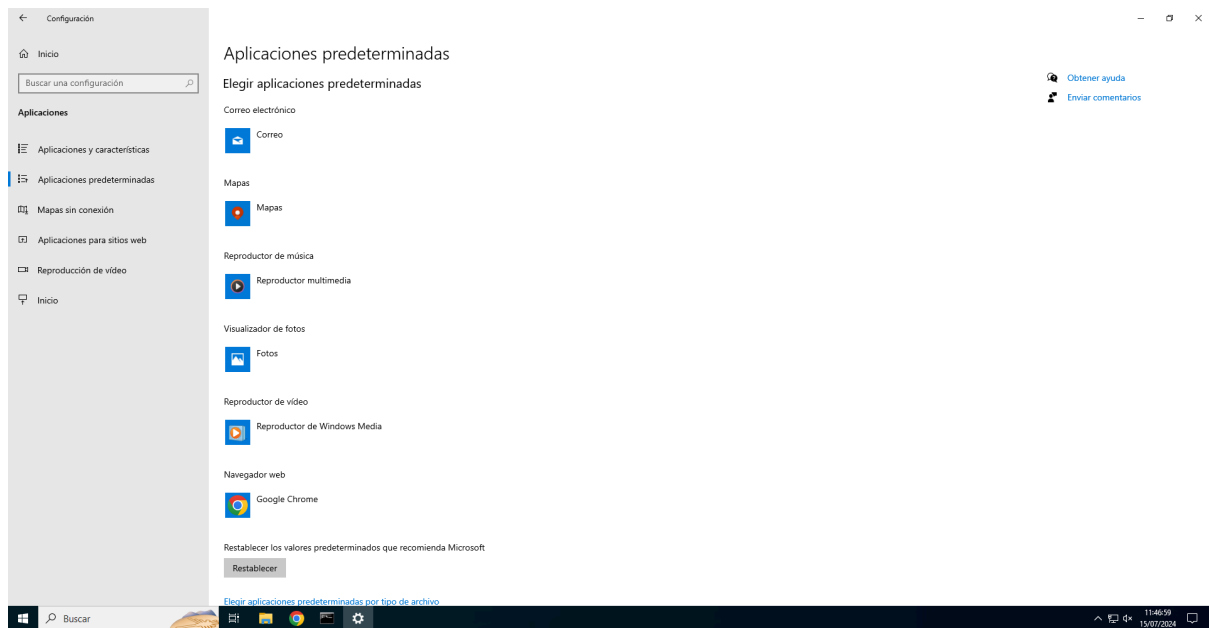 Configuración
Inicio
Buscar una configuración
Aplicaciones
Aplicaciones y características
Aplicaciones predeterminadas
Mapas sin conexión
Aplicaciones para sitios web
Reproducción de vídeo
Inicio
Aplicaciones predeterminadas
Elegir aplicaciones predeterminadas
Correo electrónico
Correo
Mapas
Mapas
Reproductor de música
Reproductor multimedia
Visualizador de fotos
Fotos
Reproductor de vídeo
Reproductor de Windows Media
Navegador web
Google Chrome
Restablecer los valores predeterminados que recomienda Microsoft
Restablecer
Elegir aplicaciones predeterminadas por tipo de archivo
Obtener ayuda
Enviar comentarios
Buscar
11:46:59
15/07/2024